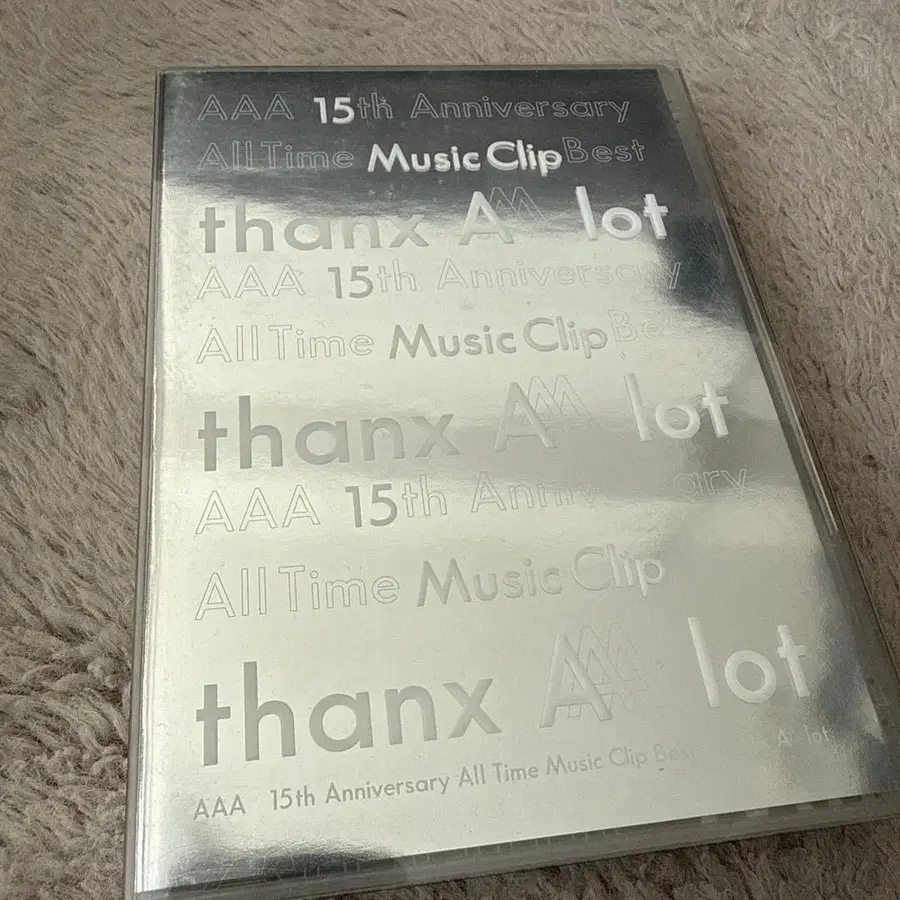 AAA 15th Anniversary
All Time Music Clip Best
thanx AAA lot
AAA 15th Anniversary
All Time Music Clip Best
thanx AAA lot
AAA 15th Anniversary
All Time Music Clip
thanx AAA lot
AAA 15th Anniversary All Time Music Clip Best A lot